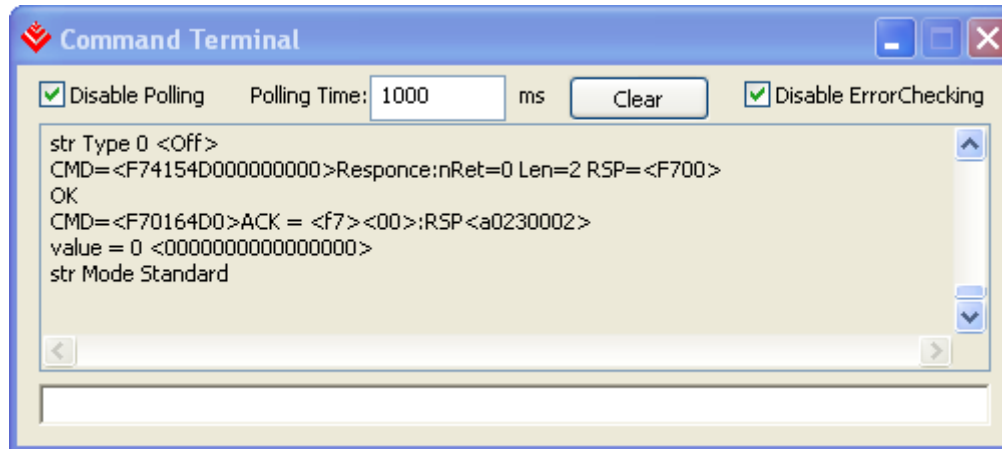 Command Terminal
Disable Polling Polling Time: 1000 ms Clear Disable ErrorChecking
str Type 0 <Off>
CMD=<F74154D000000000>Responce:nRet=0 Len=2 RSP=<F700>
OK
CMD=<F70164D0>ACK = <f7><00>:RSP<a0230002>
value = 0 <0000000000000000>
str Mode Standard